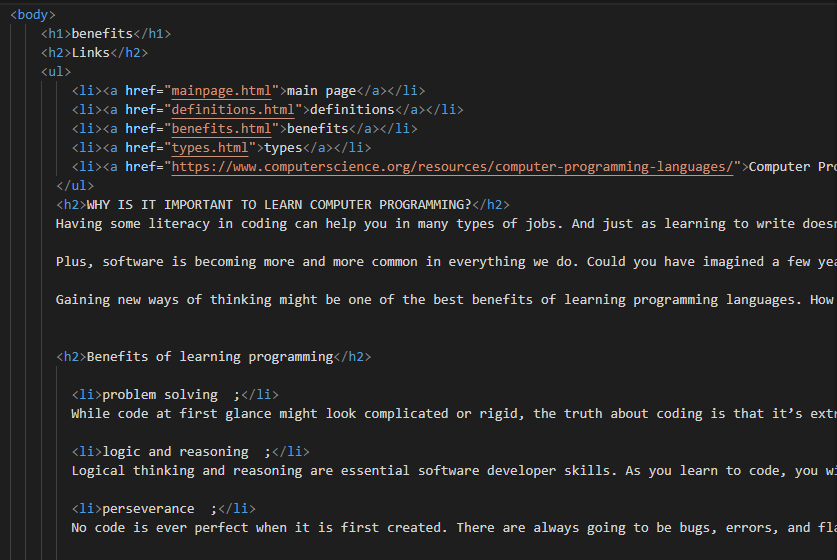 <body>
<h1>benefits</h1>
<h2>Links</h2>
<ul>
<li><a href="mainpage.html">main page</a></li>
<li><a href="definitions.html">definitions</a></li>
<li><a href="benefits.html">benefits</a></li>
<li><a href="types.html">types</a></li>
<li><a href="https://www.computerscience.org/resources/computer-programming-languages/">Computer
</ul>
<h2>WHY IS IT IMPORTANT TO LEARN COMPUTER PROGRAMMING?</h2>
Having some literacy in coding can help you in many types of jobs. And just as learning to write
Plus, software is becoming more and more common in everything we do. Could you have imagined a few
Gaining new ways of thinking might be one of the best benefits of learning programming languages. How
<h2>Benefits of learning programming</h2>
<li>problem solving  ;</li>
While code at first glance might look complicated or rigid, the truth about coding is that it’s
<li>logic and reasoning  ;</li>
Logical thinking and reasoning are essential software developer skills. As you learn to code, you
<li>perseverance  ;</li>
No code is ever perfect when it is first created. There are always going to be bugs, errors, and